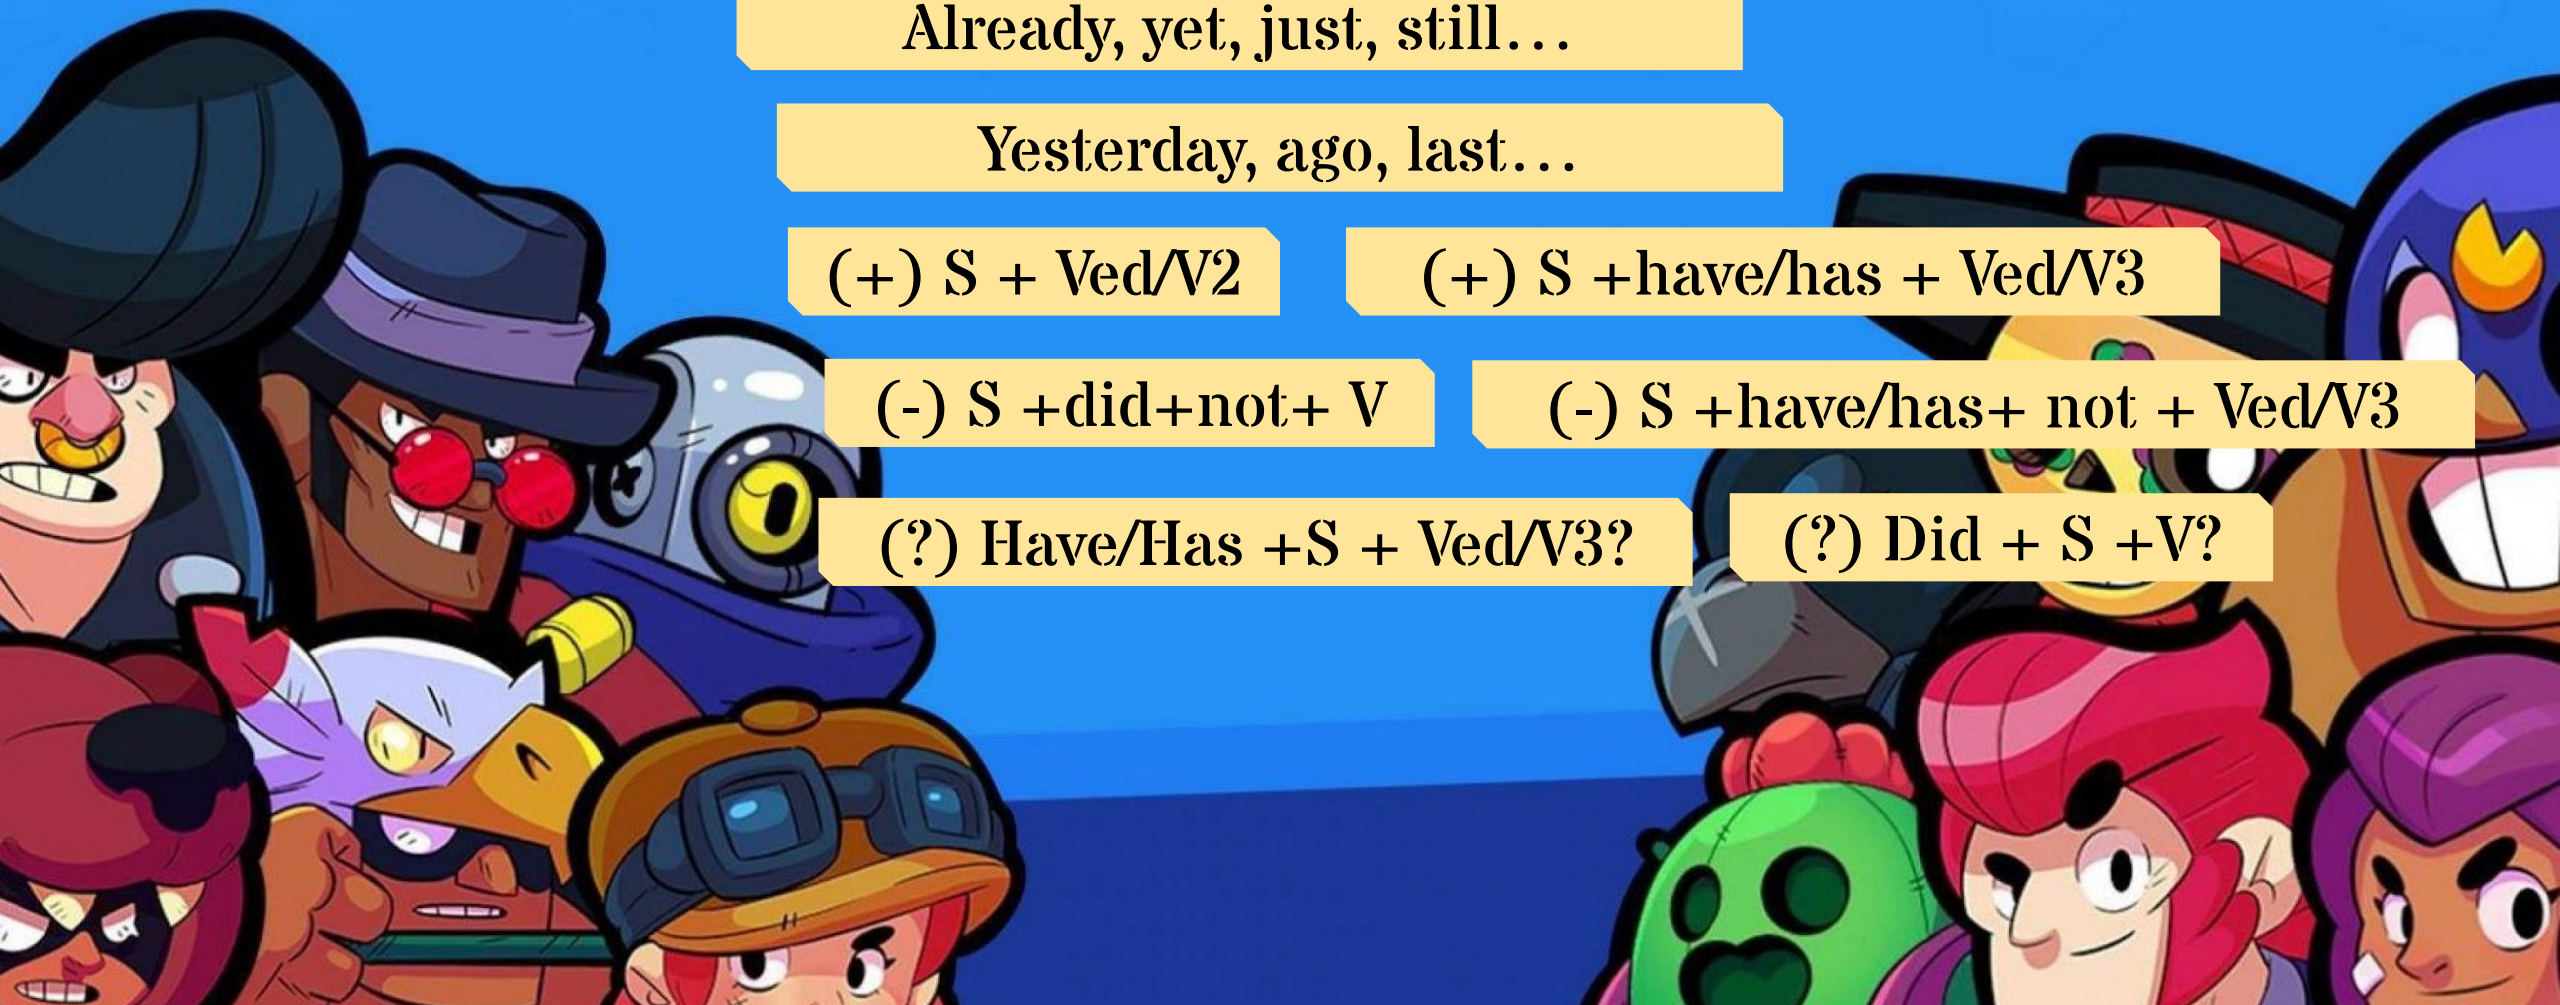 Already, yet, just, still...
Yesterday, ago, last...
(+) S + Ved/V2
(+) S +have/has + Ved/V3
(-) S +did+not+ V
(-) S +have/has+ not + Ved/V3
(?) Have/Has +S + Ved/V3?
(?) Did + S +V?